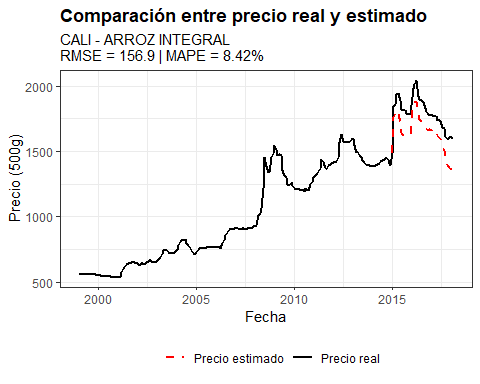 Comparación entre precio real y estimado
CALI - ARROZ INTEGRAL
RMSE = 156.9 | MAPE = 8.42%
Precio (500g)
2000
1500
1000
500
2000
2005
2010
2015
Fecha
Precio estimado
Precio real